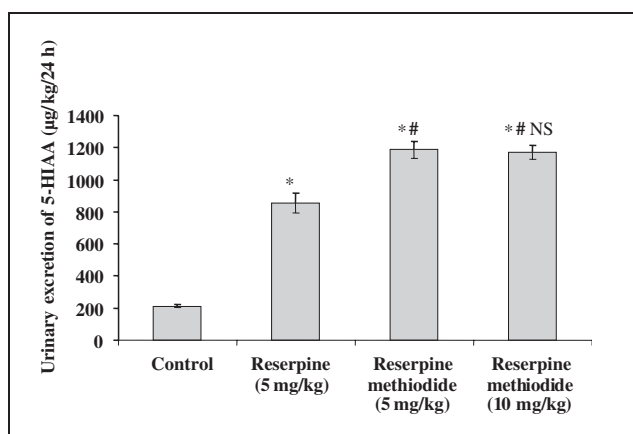 Urinary excretion of 5-HIAA (µg/kg/24 h)
1400
1200
1000
800
600
400
200
0
*
*#
*# NS
Control
Reserpine
(5 mg/kg)
Reserpine
methiodide
(5 mg/kg)
Reserpine
methiodide
(10 mg/kg)